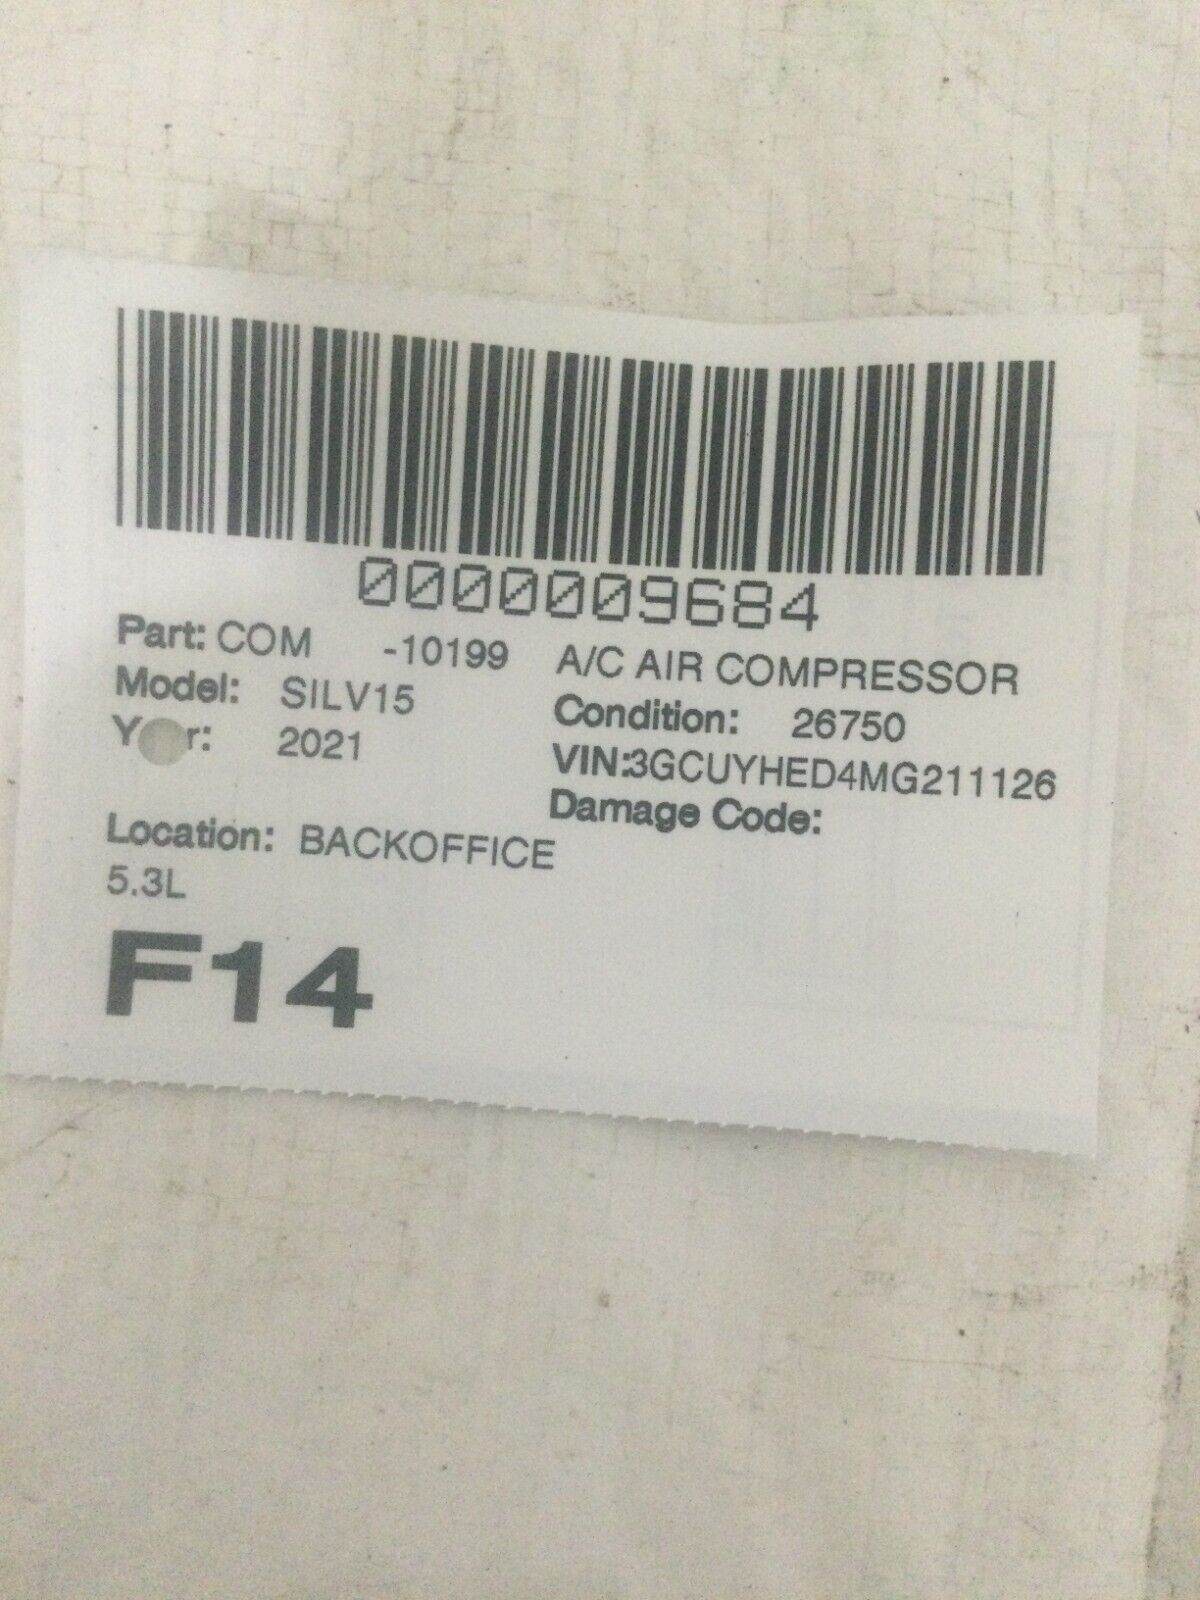 0000009684
Part: COM -10199 A/C AIR COMPRESSOR
Model: SILV15 Condition: 26750
Y r: 2021 VIN:3GCUYHED4MG211126
Damage Code:
Location: BACKOFFICE
5.3L
F14